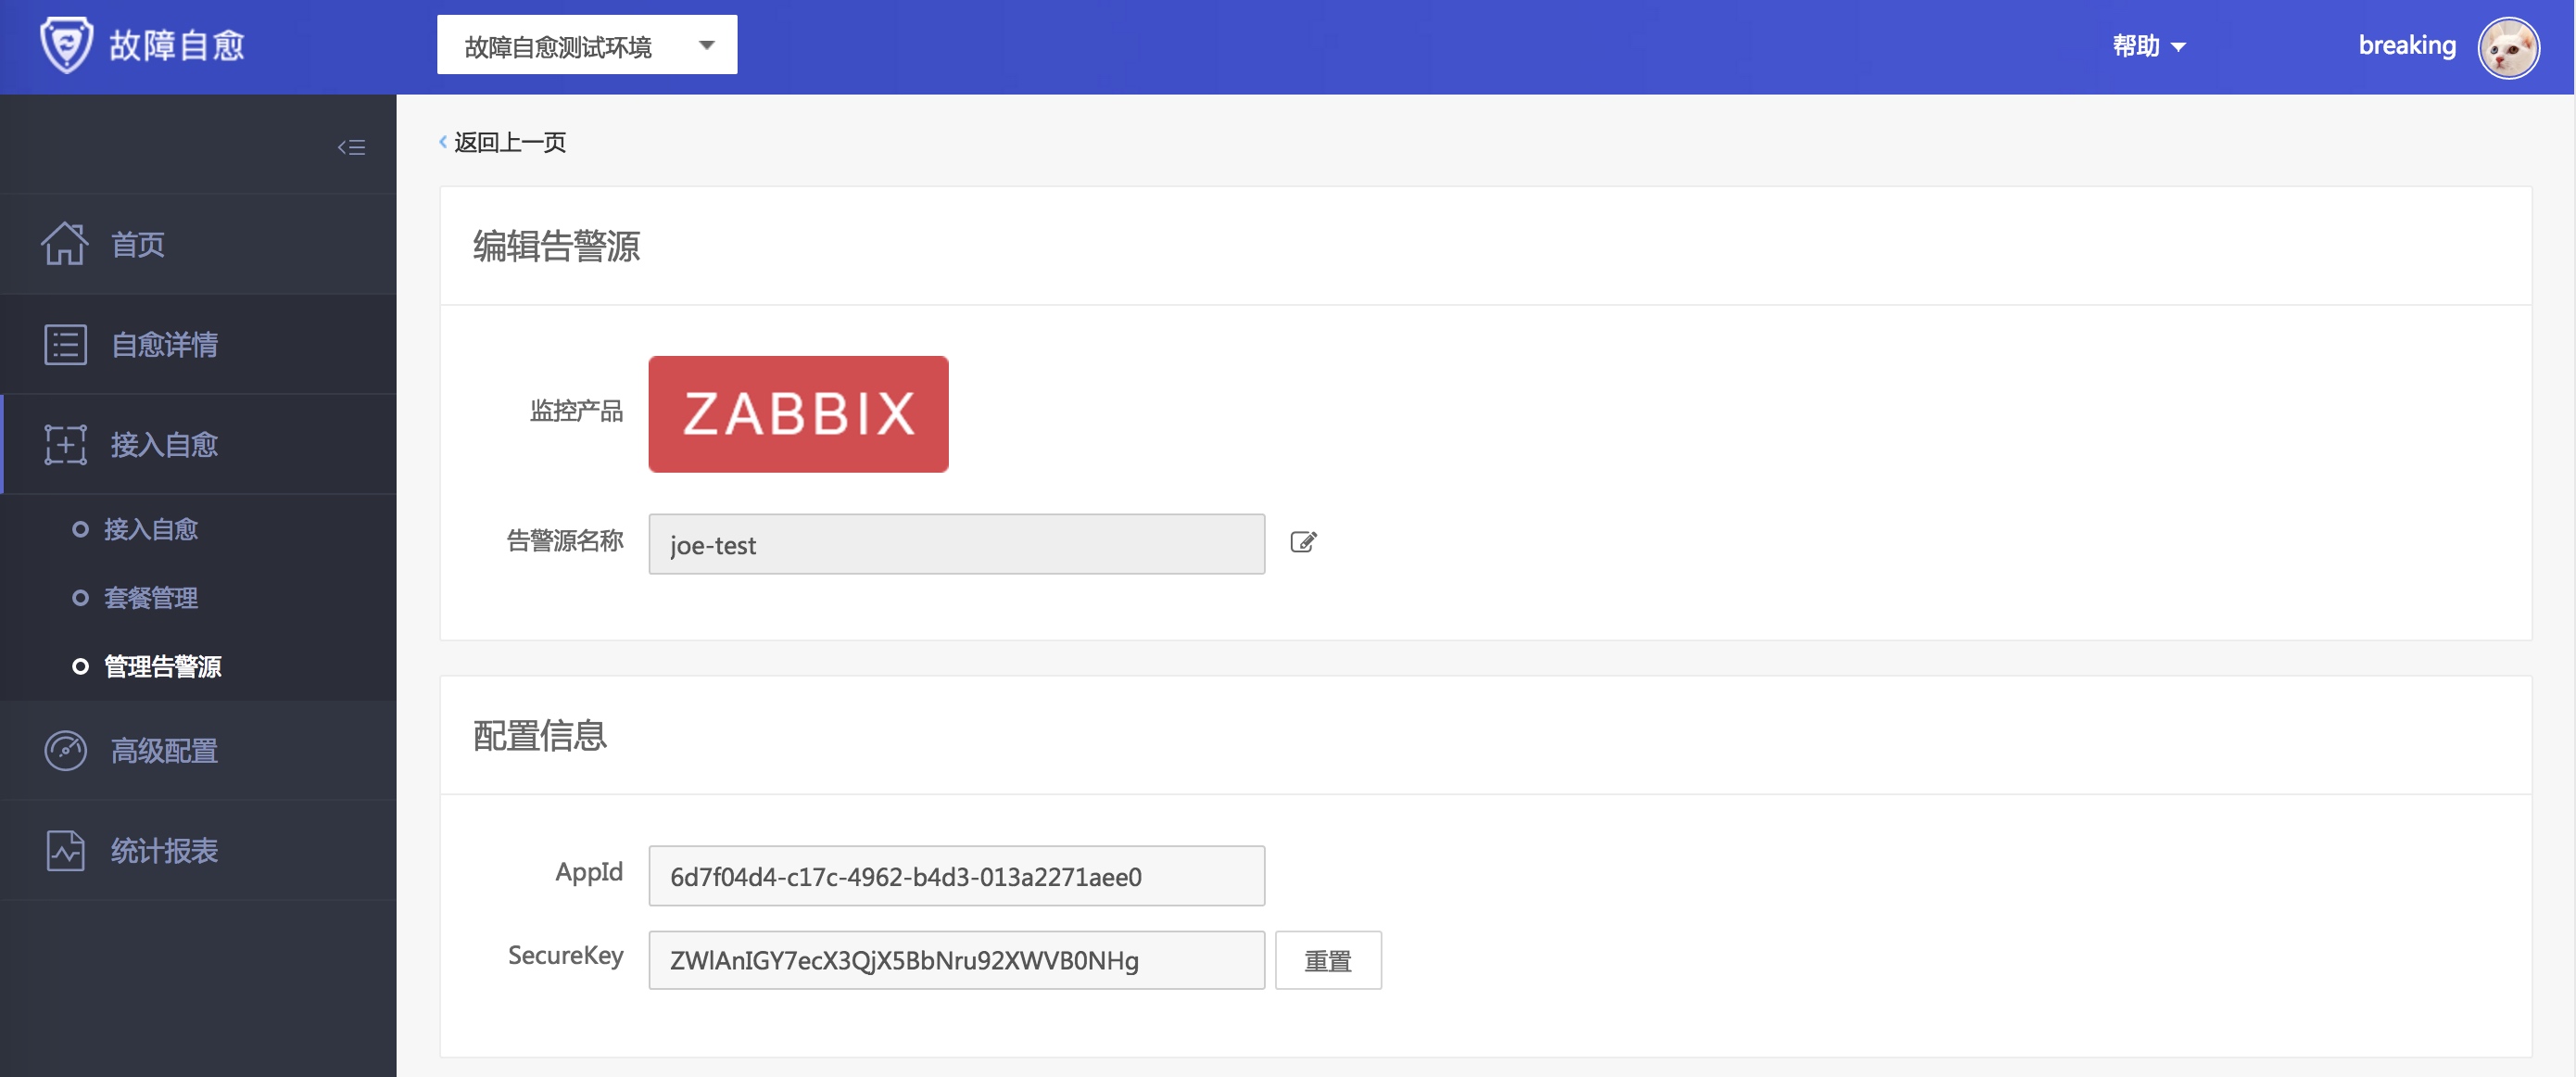 故障自愈
故障自愈测试环境
帮助
breaking
返回上一页
首页
自愈详情
接入自愈
接入自愈
套餐管理
管理告警源
高级配置
统计报表
编辑告警源
监控产品
ZABBIX
告警源名称
joe-test
配置信息
AppId
6d7f04d4-c17c-4962-b4d3-013a2271aee0
SecureKey
ZWlAnIGY7ecX3QjX5BbNru92XWVB0NHg
重置